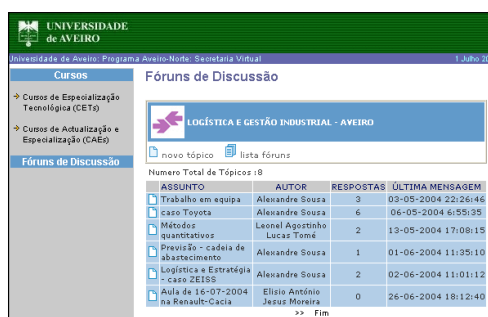 UNIVERSIDADE
de AVEIRO
Universidade de Aveiro: Programa Aveiro-Norte: Secretaria Virtual 1 Julho 20
Cursos
Cursos de Especialização
Tecnológica (CETs)
Cursos de Actualização e
Especialização (CAEs)
Fóruns de Discussão
Fóruns de Discussão
LOGÍSTICA E GESTÃO INDUSTRIAL - AVEIRO
novo tópico lista fóruns
Numero Total de Tópicos :8
ASSUNTO AUTOR RESPOSTAS ÚLTIMA MENSAGEM
Trabalho em equipa Alexandre Sousa 3 03-05-2004 22:26:46
caso Toyota Alexandre Sousa 6 06-05-2004 6:55:35
Métodos
quantitativos Leonel Agostinho
Lucas Tomé 2 13-05-2004 17:08:15
Previsão - cadeia de
abastecimento Alexandre Sousa 1 01-06-2004 11:35:10
Logística e Estratégia
- caso ZEISS Alexandre Sousa 2 02-06-2004 11:01:12
Aula de 16-07-2004
na Renault-Cacia Elisio António
Jesus Moreira 0 26-06-2004 18:12:40
>> Fim